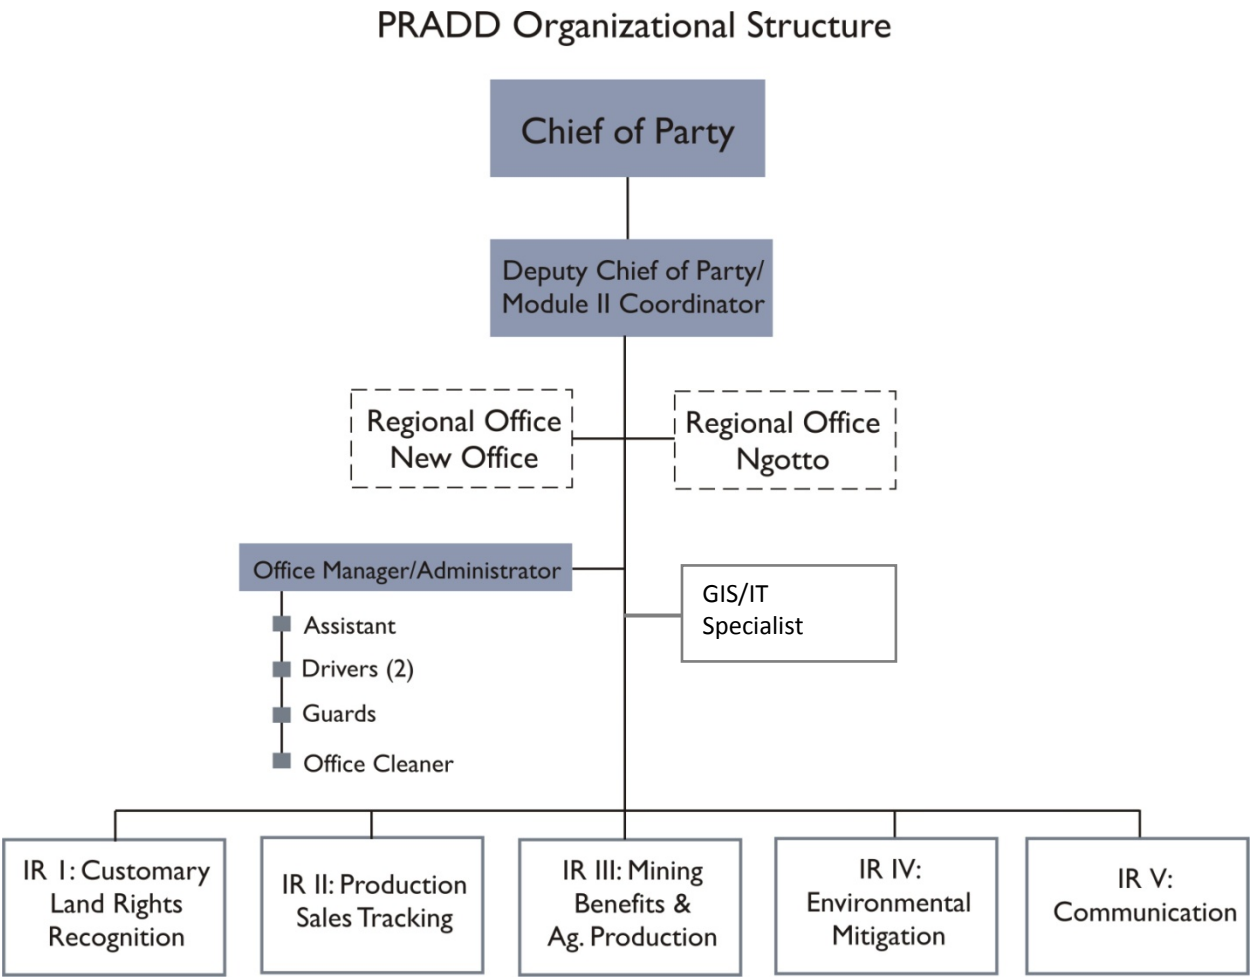 PRADD Organizational Structure
Chief of Party
Deputy Chief of Party/
Module II Coordinator
Regional Office
New Office
Regional Office
Ngotto
Office Manager/Administrator
GIS/IT
Specialist
Assistant
Drivers (2)
Guards
Office Cleaner
IR 1: Customary
Land Rights
Recognition
IR II: Production
Sales Tracking
IR III: Mining
Benefits &
Ag. Production
IR IV:
Environmental
Mitigation
IR V:
Communication